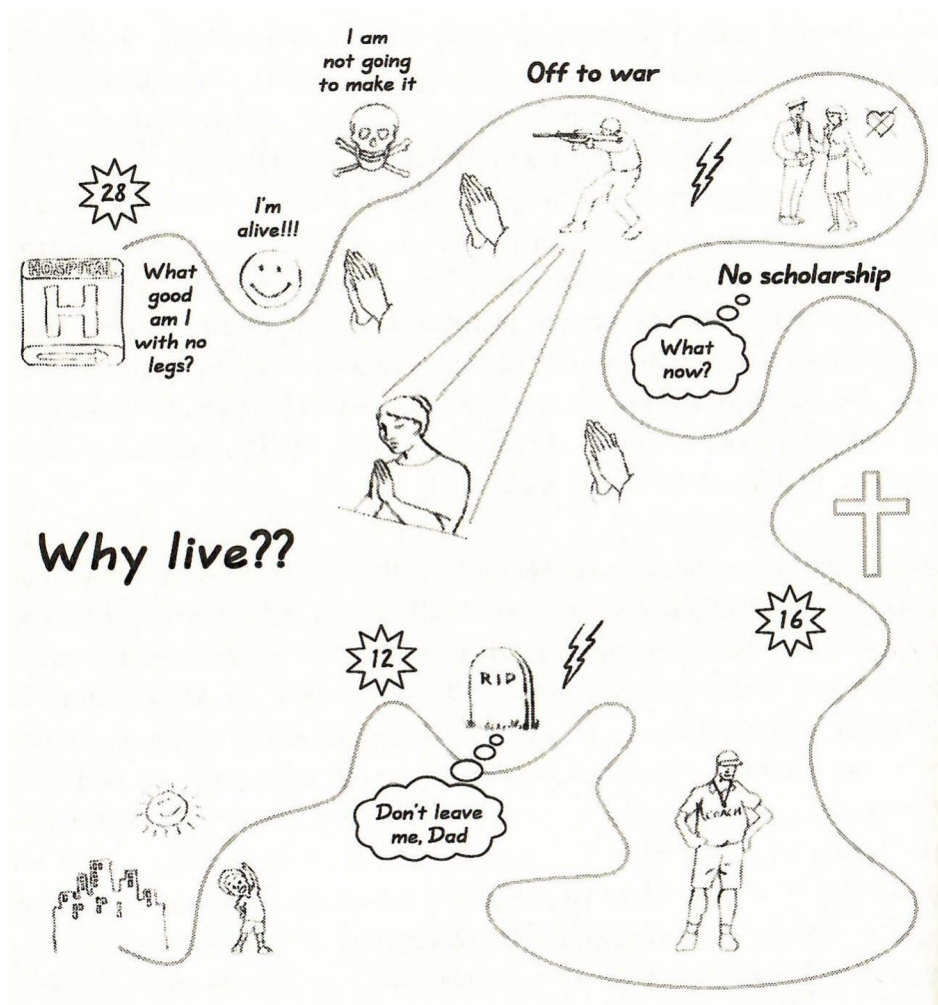 I am
not going
to make it
Off to war
28
I'm
alive!!!
HOSPITAL
H
What
good
am I
with no
legs?
No scholarship
What
now?
Why live??
16
12
RIP
Don't leave
me, Dad
COACH